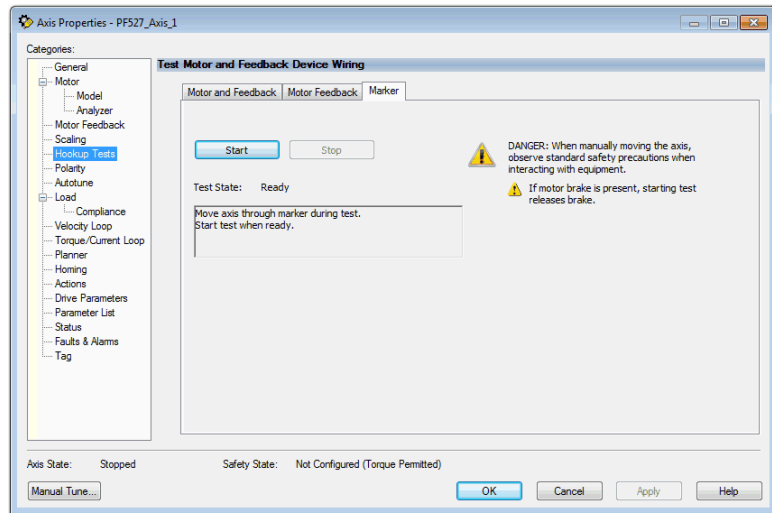 Axis Properties - PF527_Axis_1
Categories:
General
Motor
Model
Analyzer
Motor Feedback
Scaling
Hookup Tests
Polarity
Autotune
Load
Compliance
Velocity Loop
Torque/Current Loop
Planner
Homing
Actions
Drive Parameters
Parameter List
Status
Faults & Alarms
Tag
Test Motor and Feedback Device Wiring
Motor and Feedback
Motor Feedback
Marker
Start
Stop
Test State: Ready
Move axis through marker during test.
Start test when ready.
DANGER: When manually moving the axis,
observe standard safety precautions when
interacting with equipment.
If motor brake is present, starting test
releases brake.
Axis State: Stopped
Safety State: Not Configured (Torque Permitted)
Manual Tune...
OK
Cancel
Apply
Help